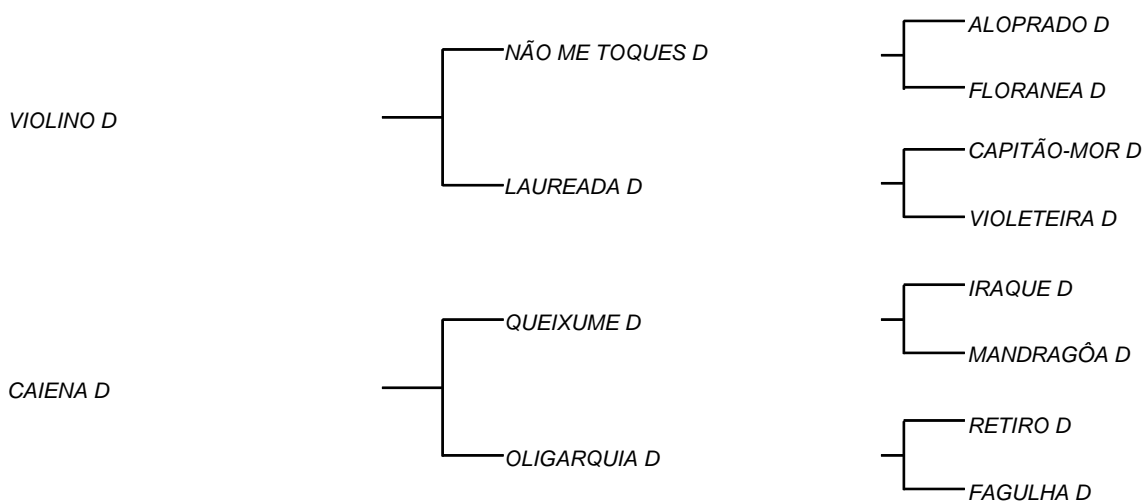 ALOPRADO D
NÃO ME TOQUES D
FLORANEA D
VIOLINO D
CAPITÃO-MOR D
LAUREADA D
VIOLETEIRA D
IRAQUE D
QUEIXUME D
MANDRAGÔA D
CAIENA D
RETIRO D
OLIGARQUIA D
FAGULHA D